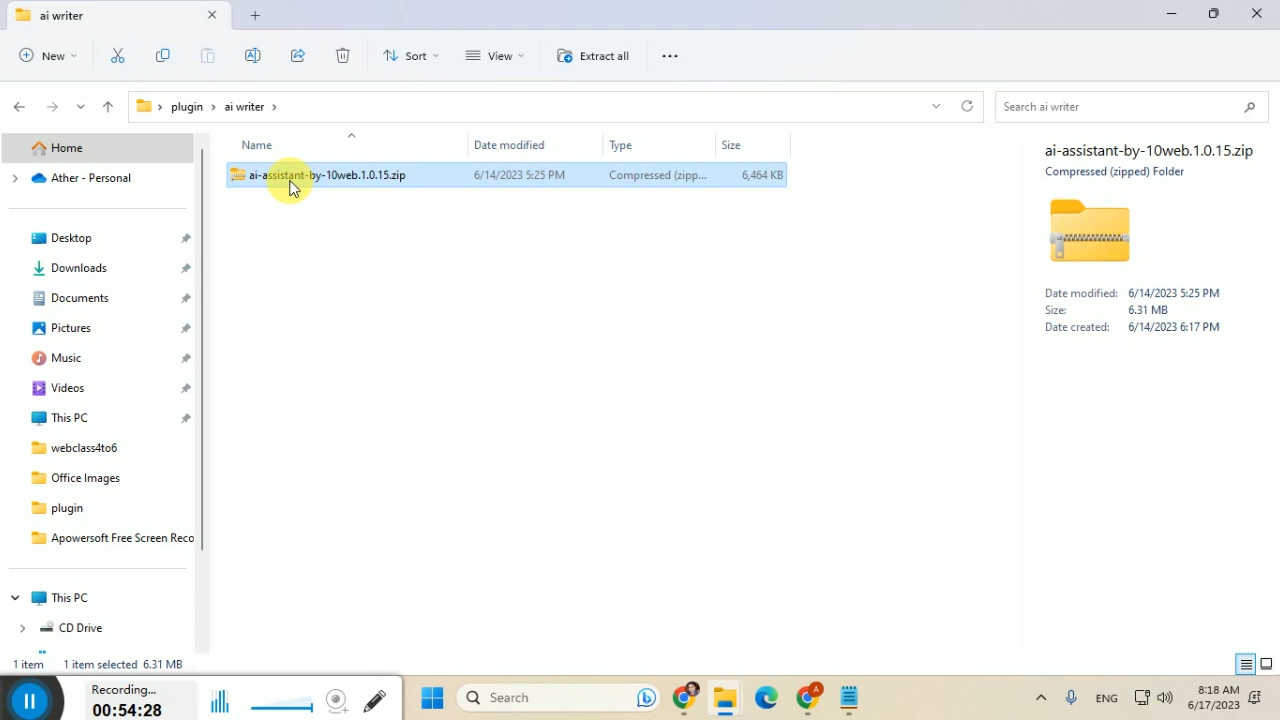 ai writer
New
Sort
View
Extract all
plugin
ai writer
Search ai writer
Home
Ather - Personal
Desktop
Downloads
Documents
Pictures
Music
Videos
This PC
webclass4to6
Office Images
plugin
Apowersoft Free Screen Reco
This PC
CD Drive
Name Date modified Type Size
ai-assistant-by-10web.1.0.15.zip 6/14/2023 5:25 PM Compressed (zipp... 6,464 KB
ai-assistant-by-10web.1.0.15.zip
Compressed (zipped) Folder
Date modified: 6/14/2023 5:25 PM
Size: 6.31 MB
Date created: 6/14/2023 6:17 PM
1 item 1 item selected 6.31 MB
Recording...
00:54:28
Search
A
ENG
8:18 AM
6/17/2023